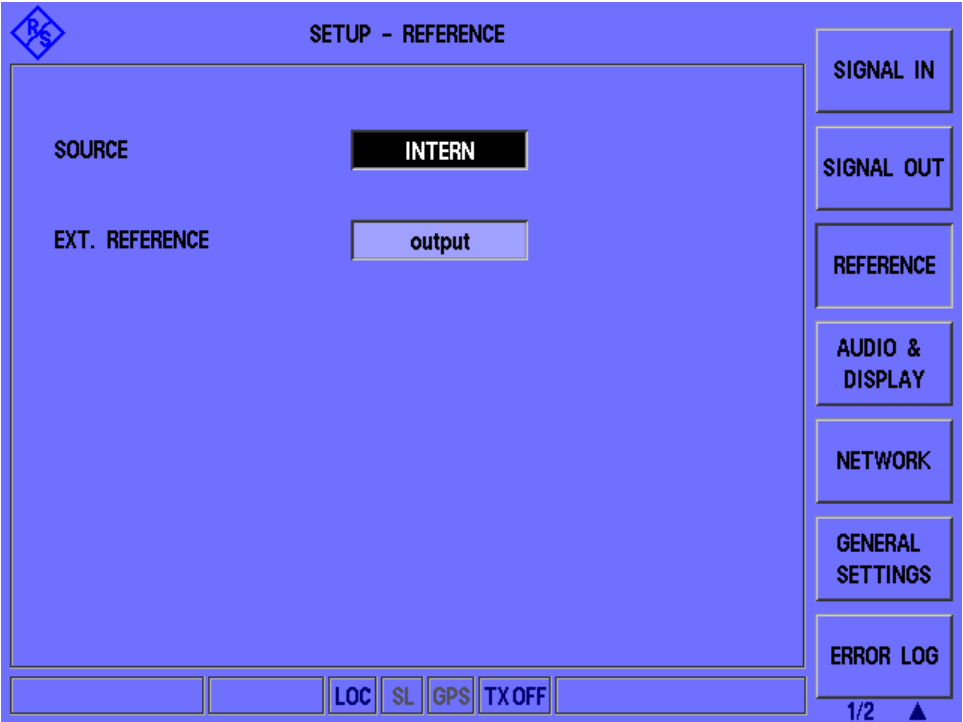 R/S
SETUP - REFERENCE
SOURCE
INTERN
EXT. REFERENCE
output
SIGNAL IN
SIGNAL OUT
REFERENCE
AUDIO &
DISPLAY
NETWORK
GENERAL
SETTINGS
ERROR LOG
1/2 ▲
LOC
SL
GPS
TX OFF